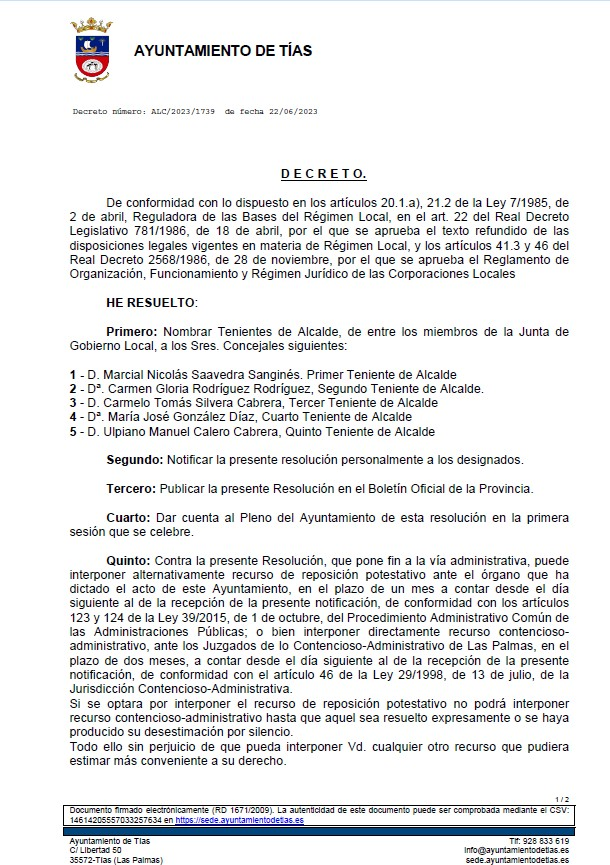 AYUNTAMIENTO DE TÍAS
Decreto número: ALC/2023/1739 de fecha 22/06/2023
D E C R E T O.
De conformidad con lo dispuesto en los artículos 20.1.a), 21.2 de la Ley 7/1985, de
2 de abril, Reguladora de las Bases del Régimen Local, en el art. 22 del Real Decreto
Legislativo 781/1986, de 18 de abril, por el que se aprueba el texto refundido de las
disposiciones legales vigentes en materia de Régimen Local, y los artículos 41.3 y 46 del
Real Decreto 2568/1986, de 28 de noviembre, por el que se aprueba el Reglamento de
Organización, Funcionamiento y Régimen Jurídico de las Corporaciones Locales
HE RESUELTO:
Primero: Nombrar Tenientes de Alcalde, de entre los miembros de la Junta de
Gobierno Local, a los Sres. Concejales siguientes:
1 - D. Marcial Nicolás Saavedra Sanginés. Primer Teniente de Alcalde
2 - Dª. Carmen Gloria Rodríguez Rodríguez, Segundo Teniente de Alcalde.
3 - D. Carmelo Tomás Silvera Cabrera, Tercer Teniente de Alcalde
4 - Dª. María José González Díaz, Cuarto Teniente de Alcalde
5 - D. Ulpiano Manuel Calero Cabrera, Quinto Teniente de Alcalde
Segundo: Notificar la presente resolución personalmente a los designados.
Tercero: Publicar la presente Resolución en el Boletín Oficial de la Provincia.
Cuarto: Dar cuenta al Pleno del Ayuntamiento de esta resolución en la primera
sesión que se celebre.
Quinto: Contra la presente Resolución, que pone fin a la vía administrativa, puede
interponer alternativamente recurso de reposición potestativo ante el órgano que ha
dictado el acto de este Ayuntamiento, en el plazo de un mes a contar desde el día
siguiente al de la recepción de la presente notificación, de conformidad con los artículos
123 y 124 de la Ley 39/2015, de 1 de octubre, del Procedimiento Administrativo Común de
las Administraciones Públicas; o bien interponer directamente recurso contencioso-
administrativo, ante los Juzgados de lo Contencioso-Administrativo de Las Palmas, en el
plazo de dos meses, a contar desde el día siguiente al de la recepción de la presente
notificación, de conformidad con el artículo 46 de la Ley 29/1998, de 13 de julio, de la
Jurisdicción Contencioso-Administrativa.
Si se optara por interponer el recurso de reposición potestativo no podrá interponer
recurso contencioso-administrativo hasta que aquel sea resuelto expresamente o se haya
producido su desestimación por silencio.
Todo ello sin perjuicio de que pueda interponer Vd. cualquier otro recurso que pudiera
estimar más conveniente a su derecho.
1 / 2
Documento firmado electrónicamente (RD 1671/2009). La autenticidad de este documento puede ser comprobada mediante el CSV:
14614205557033257634 en https://sede.ayuntamientodetias.es
Ayuntamiento de Tías
C/ Libertad 50
35572-Tías (Las Palmas)
Tlf: 928 833 619
info@ayuntamientodetias.es
sede.ayuntamientodetias.es